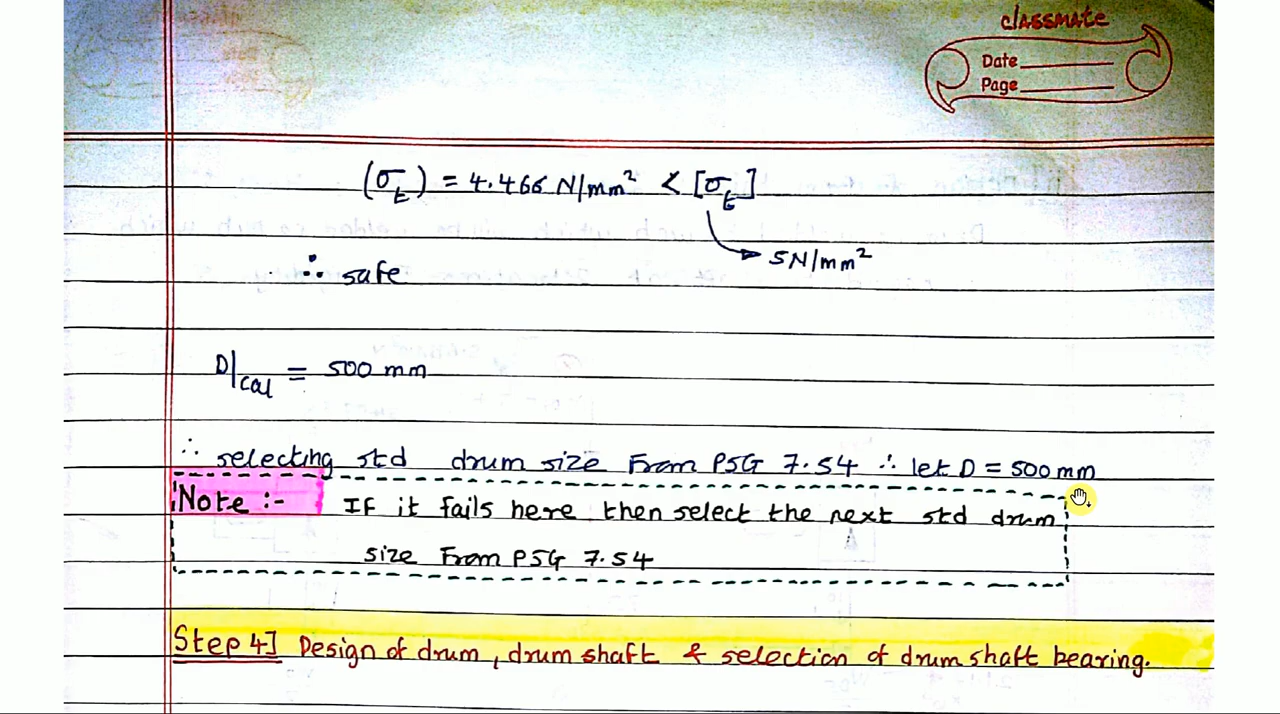 classmate
Date
Page
(σt) = 4.466 N/mm² < [σt]
5N/mm²
∴ safe
D|cal = 500 mm
∴ selecting std drum size From PSG 7.54 ∴ let D = 500 mm
Note :- IF it fails here then select the next std drum
size From PSG 7.54
Step 4] Design of drum, drum shaft & selection of drum shaft bearing.